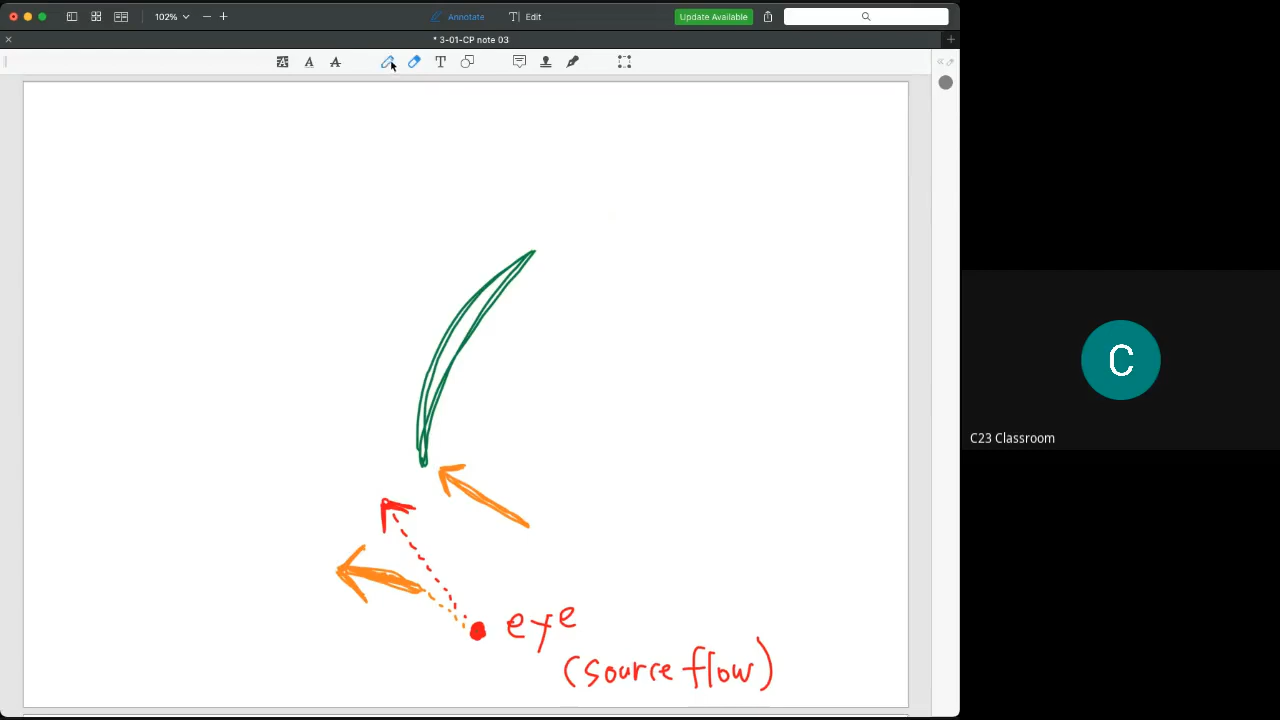 102%
Annotate
Edit
Update Available
* 3-01-CP note 03
eye
(source flow)
C
C23 Classroom